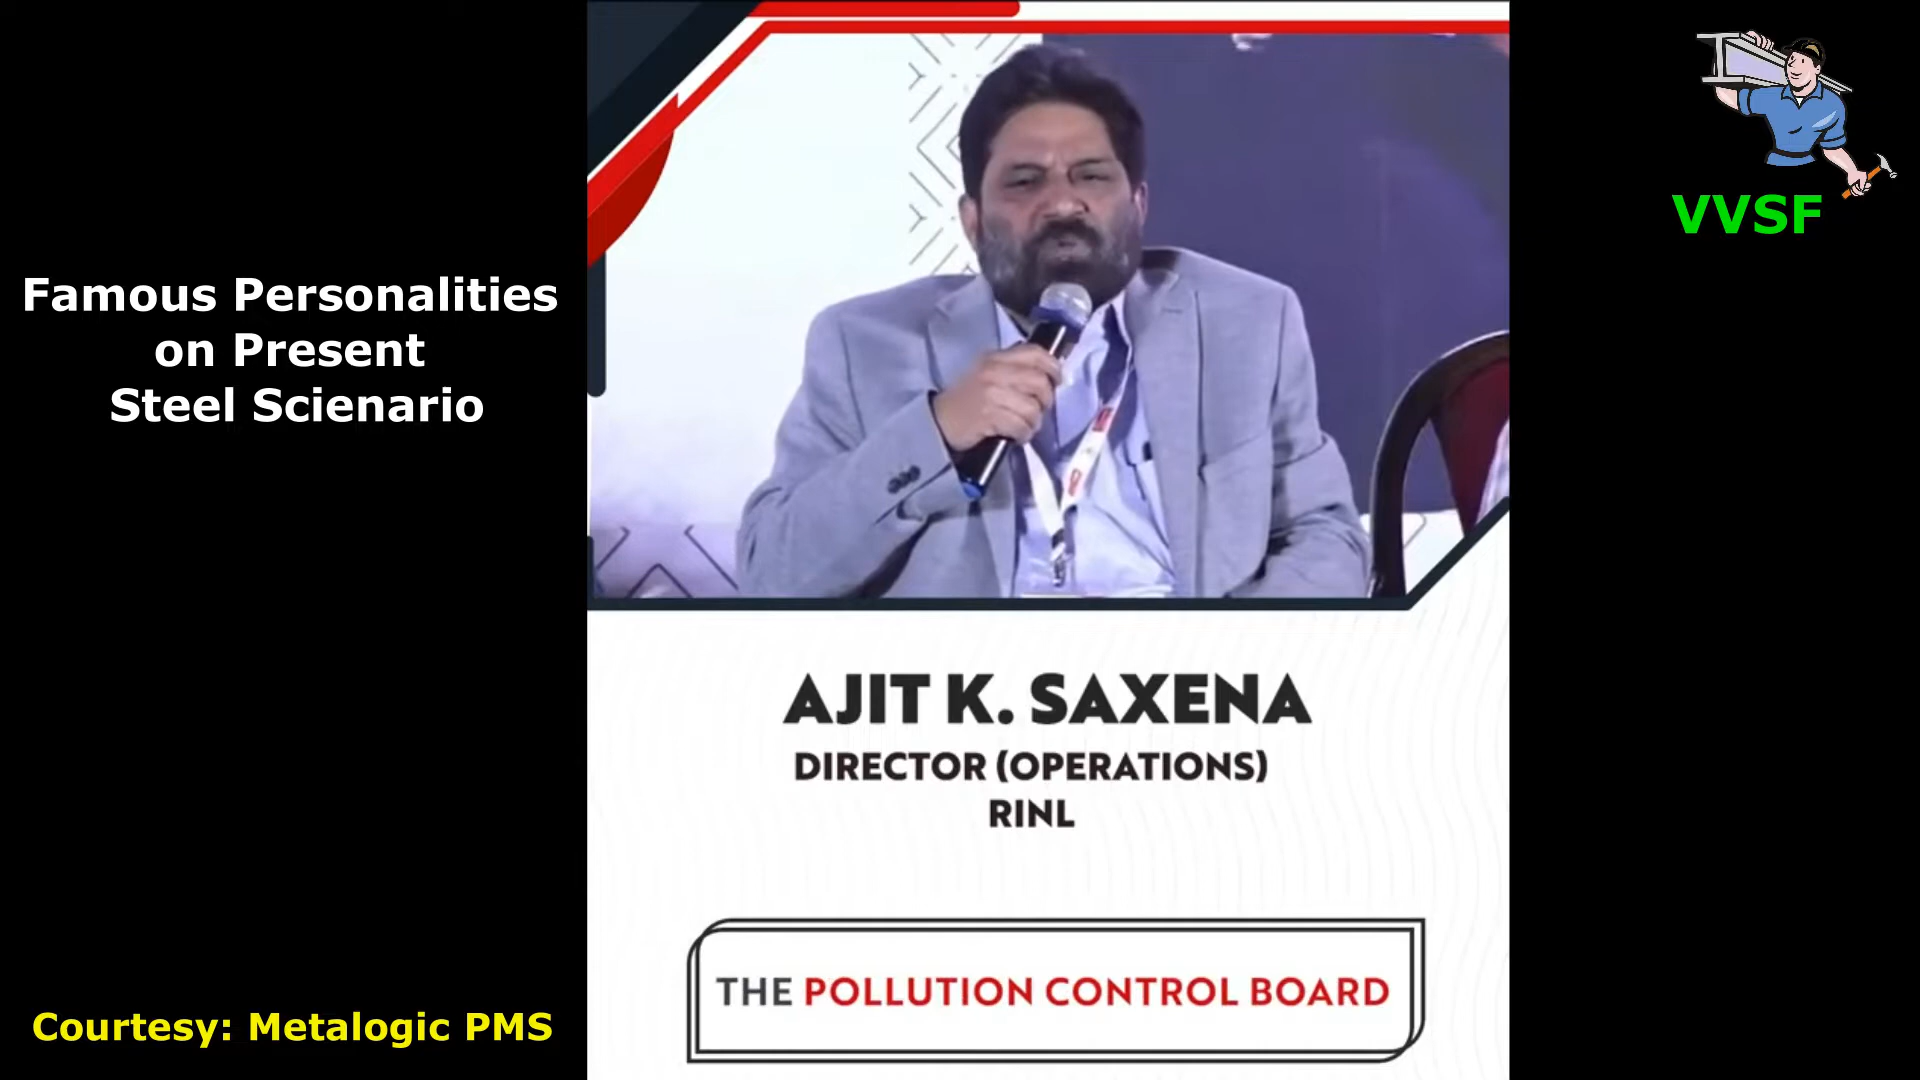 Famous Personalities
on Present
Steel Scienario
VVSF
AJIT K. SAXENA
DIRECTOR (OPERATIONS)
RINL
THE POLLUTION CONTROL BOARD
Courtesy: Metalogic PMS